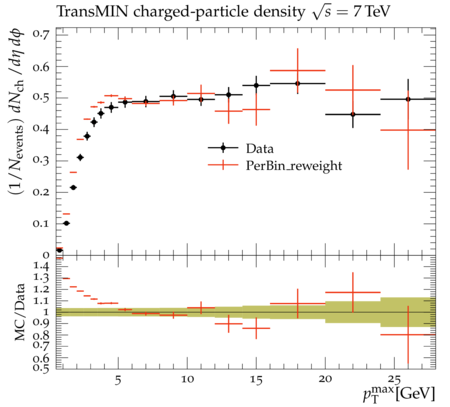 TransMIN charged-particle density √s = 7 TeV
(1/N_events) dN_ch/dη dϕ
0.7
0.6
0.5
0.4
0.3
0.2
0.1
0
Data
PerBin_reweight
MC/Data
1.4
1.3
1.2
1.1
1
0.9
0.8
0.7
0.6
0.5
5 10 15 20 25
p_T^max[GeV]